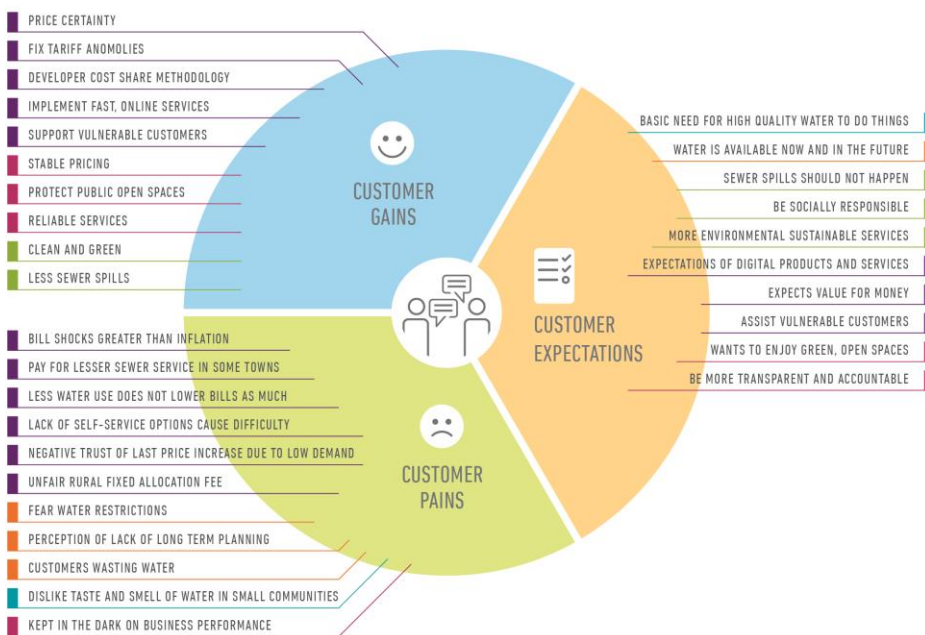 PRICE CERTAINTY
FIX TARIFF ANOMOLIES
DEVELOPER COST SHARE METHODOLOGY
IMPLEMENT FAST, ONLINE SERVICES
SUPPORT VULNERABLE CUSTOMERS
STABLE PRICING
PROTECT PUBLIC OPEN SPACES
RELIABLE SERVICES
CLEAN AND GREEN
LESS SEWER SPILLS
CUSTOMER
GAINS
BASIC NEED FOR HIGH QUALITY WATER TO DO THINGS
WATER IS AVAILABLE NOW AND IN THE FUTURE
SEWER SPILLS SHOULD NOT HAPPEN
BE SOCIALLY RESPONSIBLE
MORE ENVIRONMENTAL SUSTAINABLE SERVICES
EXPECTATIONS OF DIGITAL PRODUCTS AND SERVICES
EXPECTS VALUE FOR MONEY
ASSIST VULNERABLE CUSTOMERS
WANTS TO ENJOY GREEN, OPEN SPACES
BE MORE TRANSPARENT AND ACCOUNTABLE
CUSTOMER
EXPECTATIONS
BILL SHOCKS GREATER THAN INFLATION
PAY FOR LESSER SEWER SERVICE IN SOME TOWNS
LESS WATER USE DOES NOT LOWER BILLS AS MUCH
LACK OF SELF-SERVICE OPTIONS CAUSE DIFFICULTY
NEGATIVE TRUST OF LAST PRICE INCREASE DUE TO LOW DEMAND
UNFAIR RURAL FIXED ALLOCATION FEE
FEAR WATER RESTRICTIONS
PERCEPTION OF LACK OF LONG TERM PLANNING
CUSTOMERS WASTING WATER
DISLIKE TASTE AND SMELL OF WATER IN SMALL COMMUNITIES
KEPT IN THE DARK ON BUSINESS PERFORMANCE
CUSTOMER
PAINS